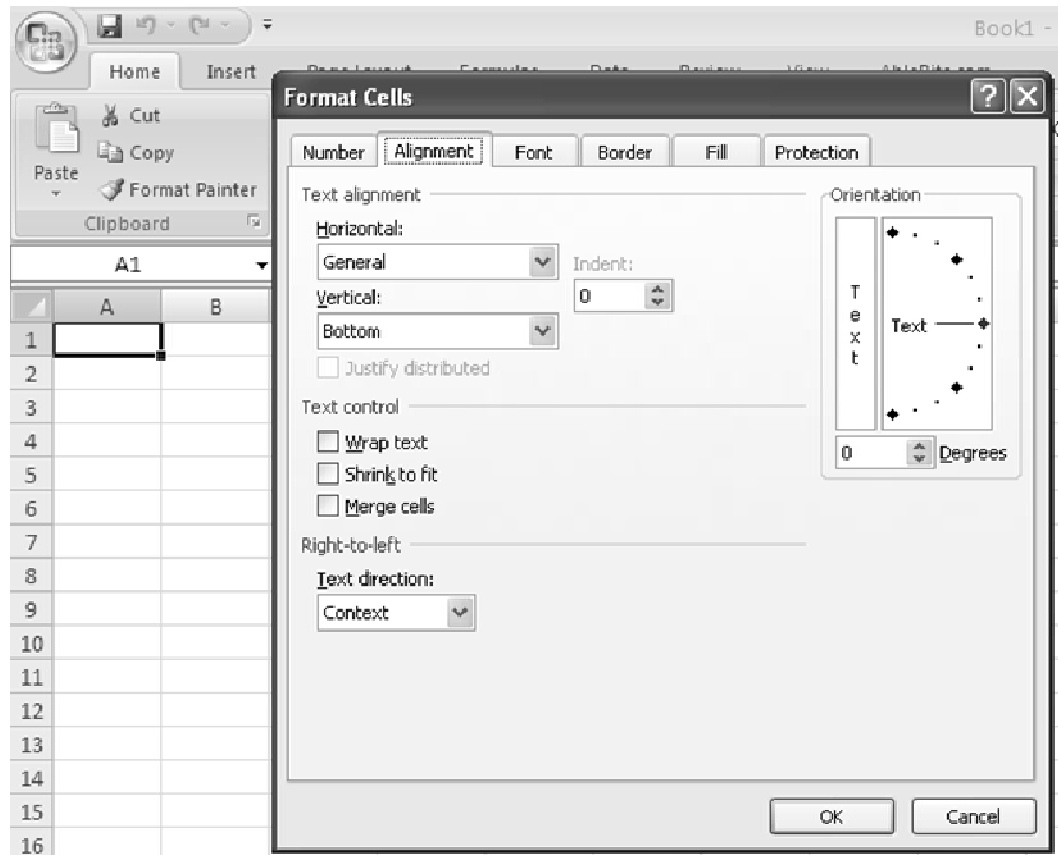 Book1 -
Home Insert
Format Cells
Cut
Copy
Paste
Format Painter
Clipboard
A1
A B
1
2
3
4
5
6
7
8
9
10
11
12
13
14
15
16
Number Alignment Font Border Fill Protection
Text alignment
Horizontal:
General
Indent:
0
Vertical:
Bottom
Justify distributed
Text control
Wrap text
Shrink to fit
Merge cells
Right-to-left
Text direction:
Context
Orientation
Text
Text
0 Degrees
OK Cancel